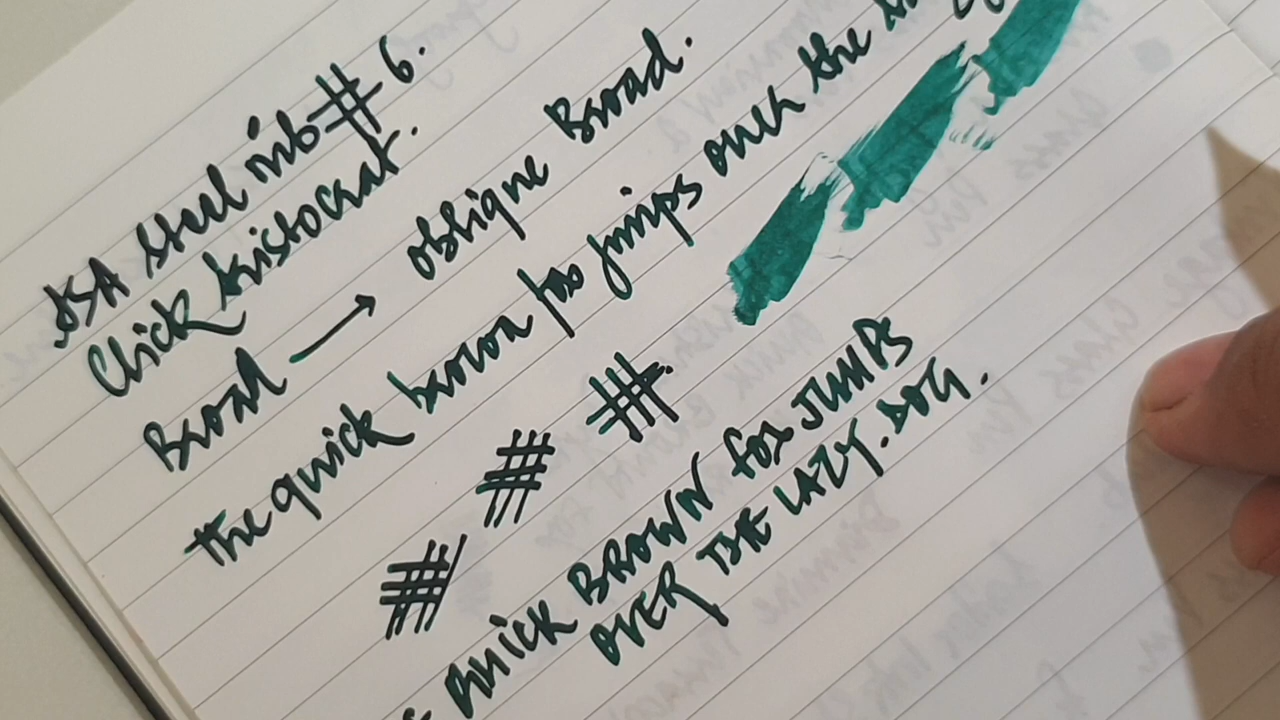 steel nib # 6.
Click Aristocrat.
Broad → oblique Broad.
the quick brown fox jumps over the
QUICK BROWN FOX JUMPS
OVER THE LAZY. DOG.